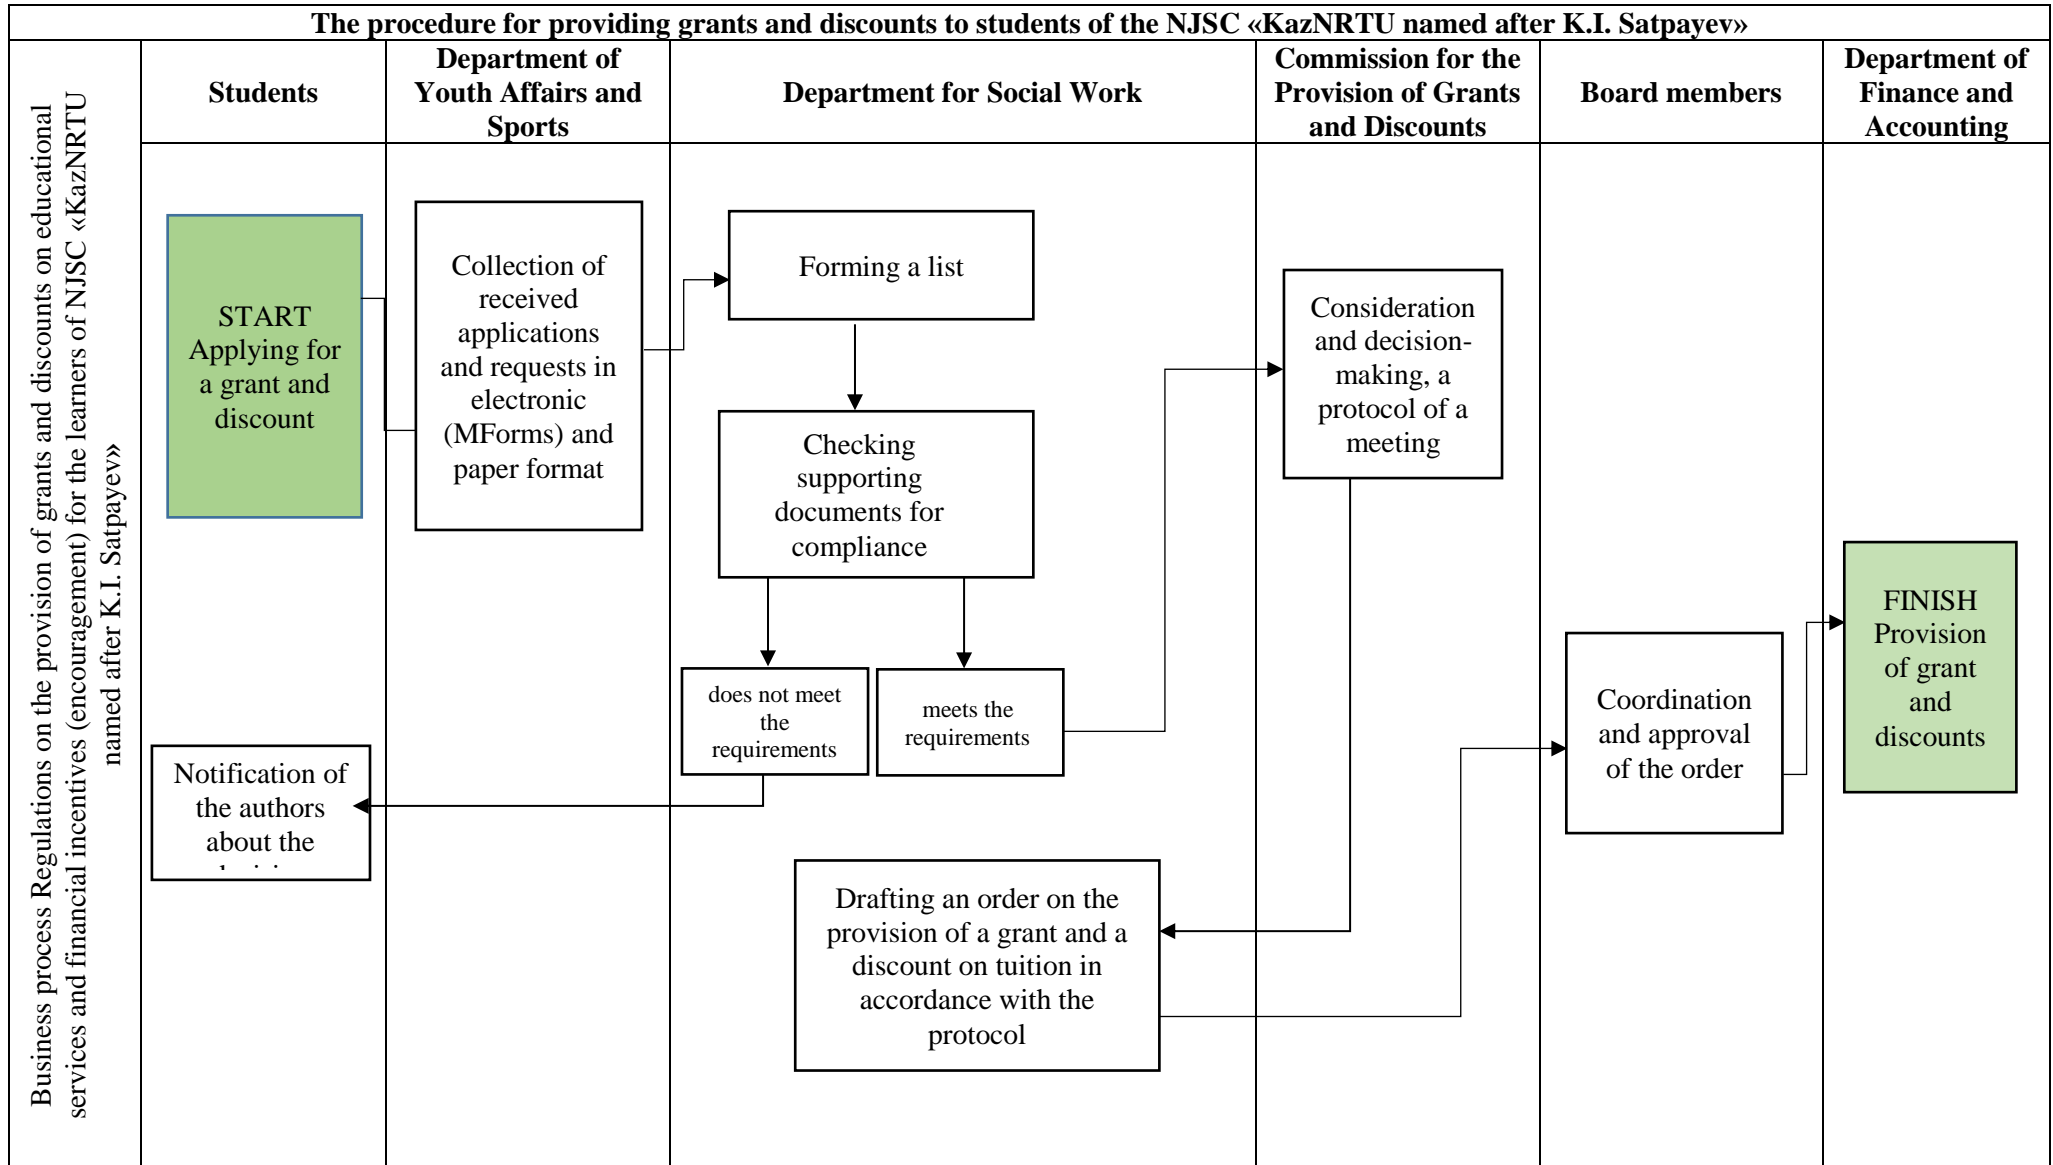 The procedure for providing grants and discounts to students of the NJSC «KazNRTU named after K.I. Satpayev»
Business process Regulations on the provision of grants and discounts on educational
services and financial incentives (encouragement) for the learners of NJSC «KazNRTU
named after K.I. Satpayev»
Students
Department of
Youth Affairs and
Sports
Department for Social Work
Commission for the
Provision of Grants
and Discounts
Board members
Department of
Finance and
Accounting
START
Applying for
a grant and
discount
Collection of
received
applications
and requests in
electronic
(MForms) and
paper format
Forming a list
Checking
supporting
documents for
compliance
does not meet
the
requirements
meets the
requirements
Notification of
the authors
about the
Consideration
and decision-
making, a
protocol of a
meeting
Drafting an order on the
provision of a grant and a
discount on tuition in
accordance with the
protocol
Coordination
and approval
of the order
FINISH
Provision
of grant
and
discounts